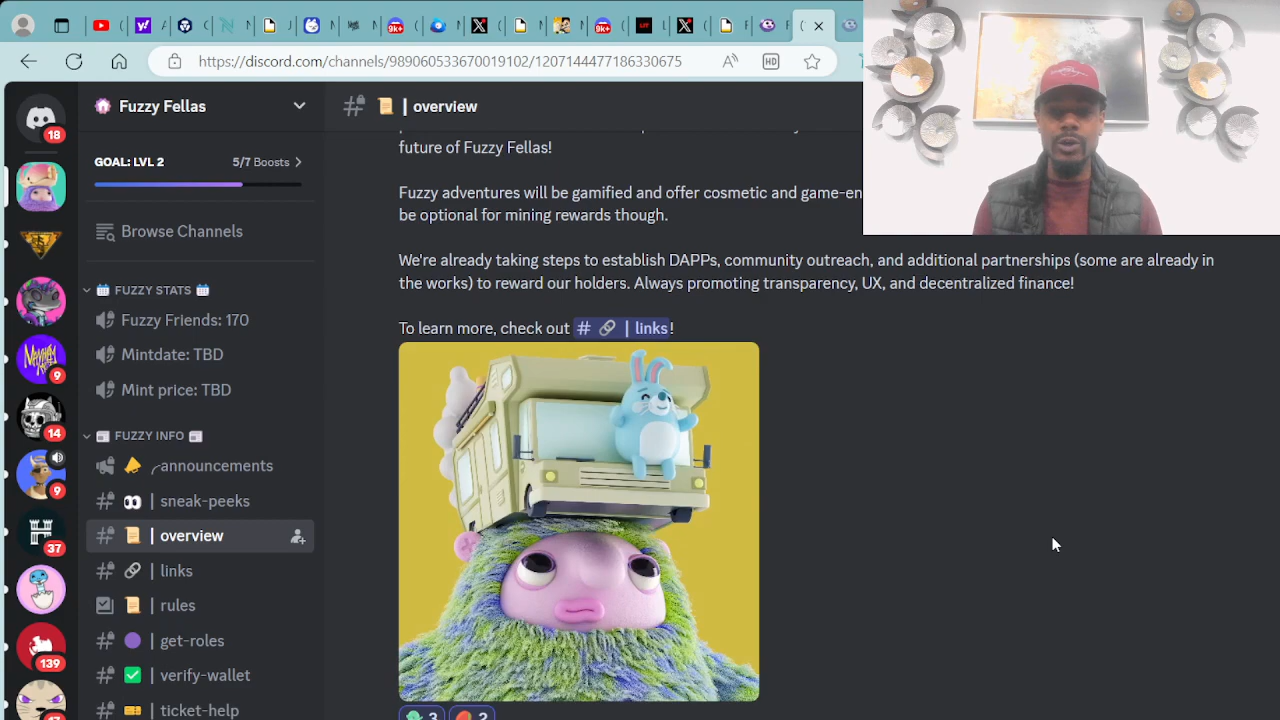 9K+
9K+
LIT
https://discord.com/channels/989060533670019102/1207144477186330675
HD
Fuzzy Fellas
| overview
18
GOAL: LVL 2
5/7 Boosts
Browse Channels
FUZZY STATS
Fuzzy Friends: 170
Mintdate: TBD
Mint price: TBD
FUZZY INFO
announcements
| sneak-peeks
| overview
| links
| rules
| get-roles
| verify-wallet
| ticket-help
9
14
9
37
139
future of Fuzzy Fellas!
Fuzzy adventures will be gamified and offer cosmetic and
be optional for mining rewards though.
We're already taking steps to establish DAPPs, community outreach, and additional partnerships (some are already in
the works) to reward our holders. Always promoting transparency, UX, and decentralized finance!
To learn more, check out # | links!
3
2